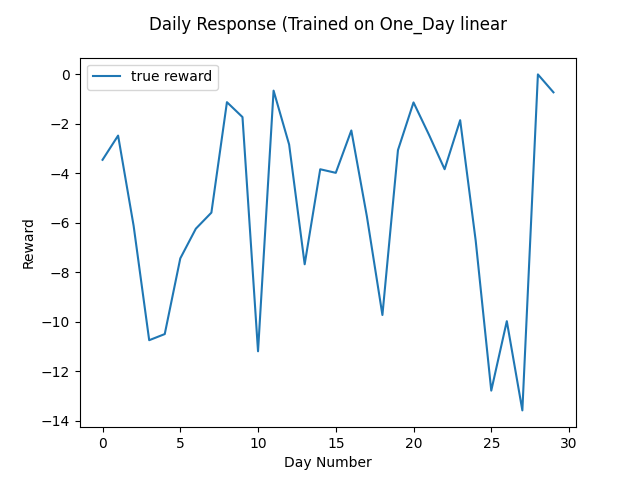 Daily Response (Trained on One_Day linear
true reward
0
−2
−4
−6
−8
−10
−12
−14
Reward
0 5 10 15 20 25 30
Day Number